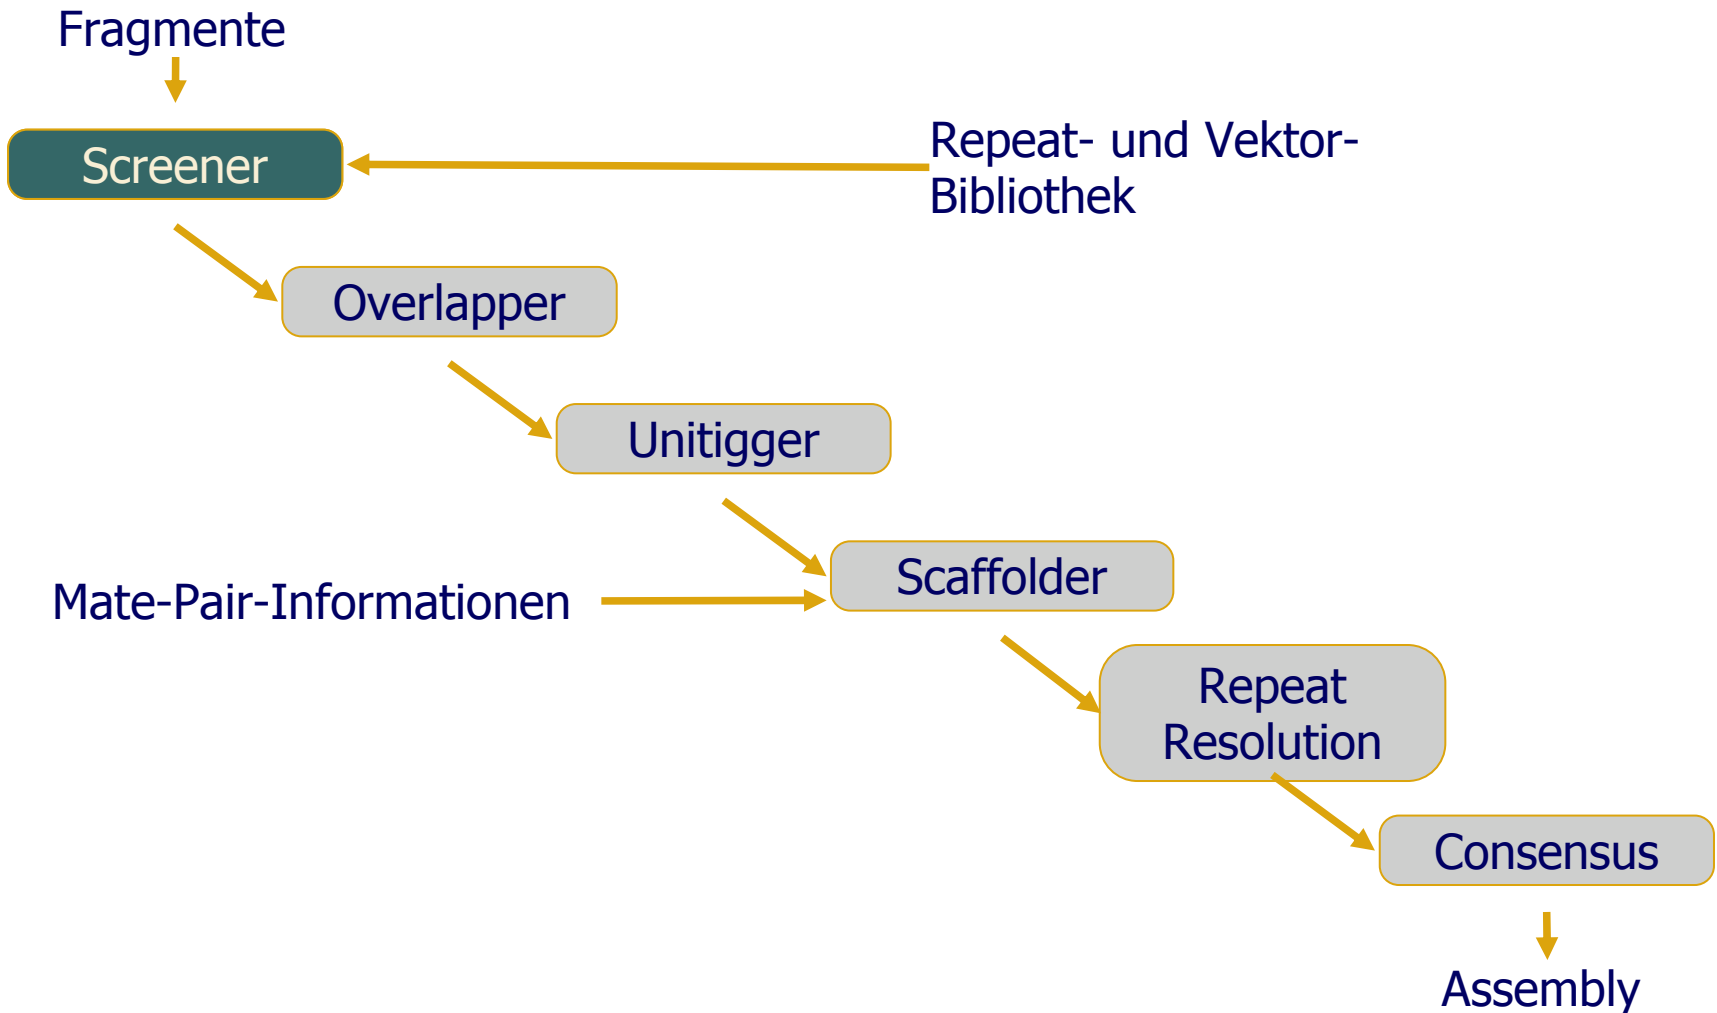 Fragmente
Screener
Repeat- und Vektor-
Bibliothek
Overlapper
Unitigger
Scaffolder
Mate-Pair-Informationen
Repeat
Resolution
Consensus
Assembly